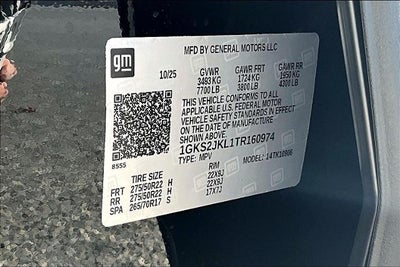 gm
MFD BY GENERAL MOTORS LLC
10/25 GVWR GAWR FRT GAWR RR
3493 KG 1724 KG 1950 KG
7700 LB 3800 LB 4300 LB
THIS VEHICLE CONFORMS TO ALL
APPLICABLE U.S. FEDERAL MOTOR
VEHICLE SAFETY STANDARDS IN EFFECT
ON THE DATE OF MANUFACTURE
SHOWN ABOVE.
1GKS2JKL1TR160974
TYPE: MPV MODEL: 14TK10906
8555
TIRE SIZE RIM
FRT 275/50R22 H 22X9J
RR 275/50R22 H 22X9J
SPA 265/70R17 S 17X7J